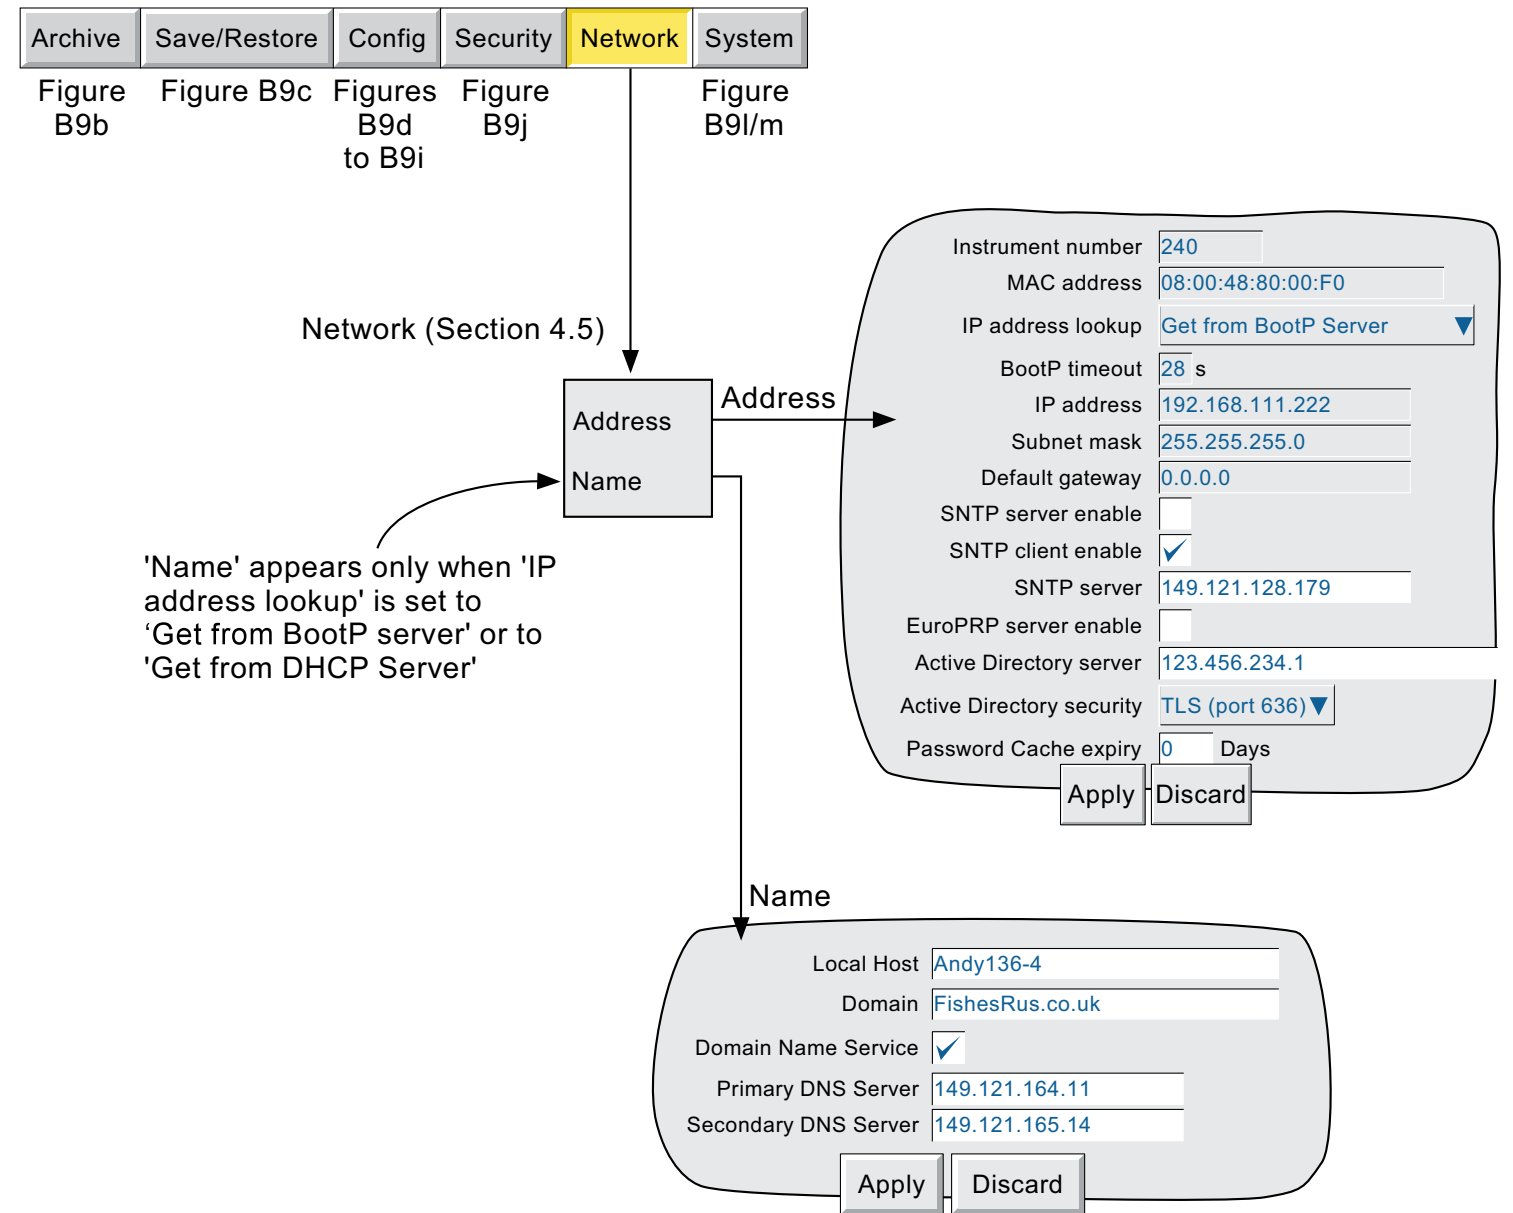 Archive Save/Restore Config Security Network System
Figure B9b
Figure B9c
Figures B9d to B9i
Figure B9j
Figure B9l/m
Network (Section 4.5)
Address
Name
Address
'Name' appears only when 'IP
address lookup' is set to
‘Get from BootP server' or to
'Get from DHCP Server'
Instrument number 240
MAC address 08:00:48:80:00:F0
IP address lookup Get from BootP Server
BootP timeout 28 s
IP address 192.168.111.222
Subnet mask 255.255.255.0
Default gateway 0.0.0.0
SNTP server enable
SNTP client enable
SNTP server 149.121.128.179
EuroPRP server enable
Active Directory server 123.456.234.1
Active Directory security TLS (port 636)
Password Cache expiry 0 Days
Apply Discard
Name
Local Host Andy136-4
Domain FishesRus.co.uk
Domain Name Service
Primary DNS Server 149.121.164.11
Secondary DNS Server 149.121.165.14
Apply Discard